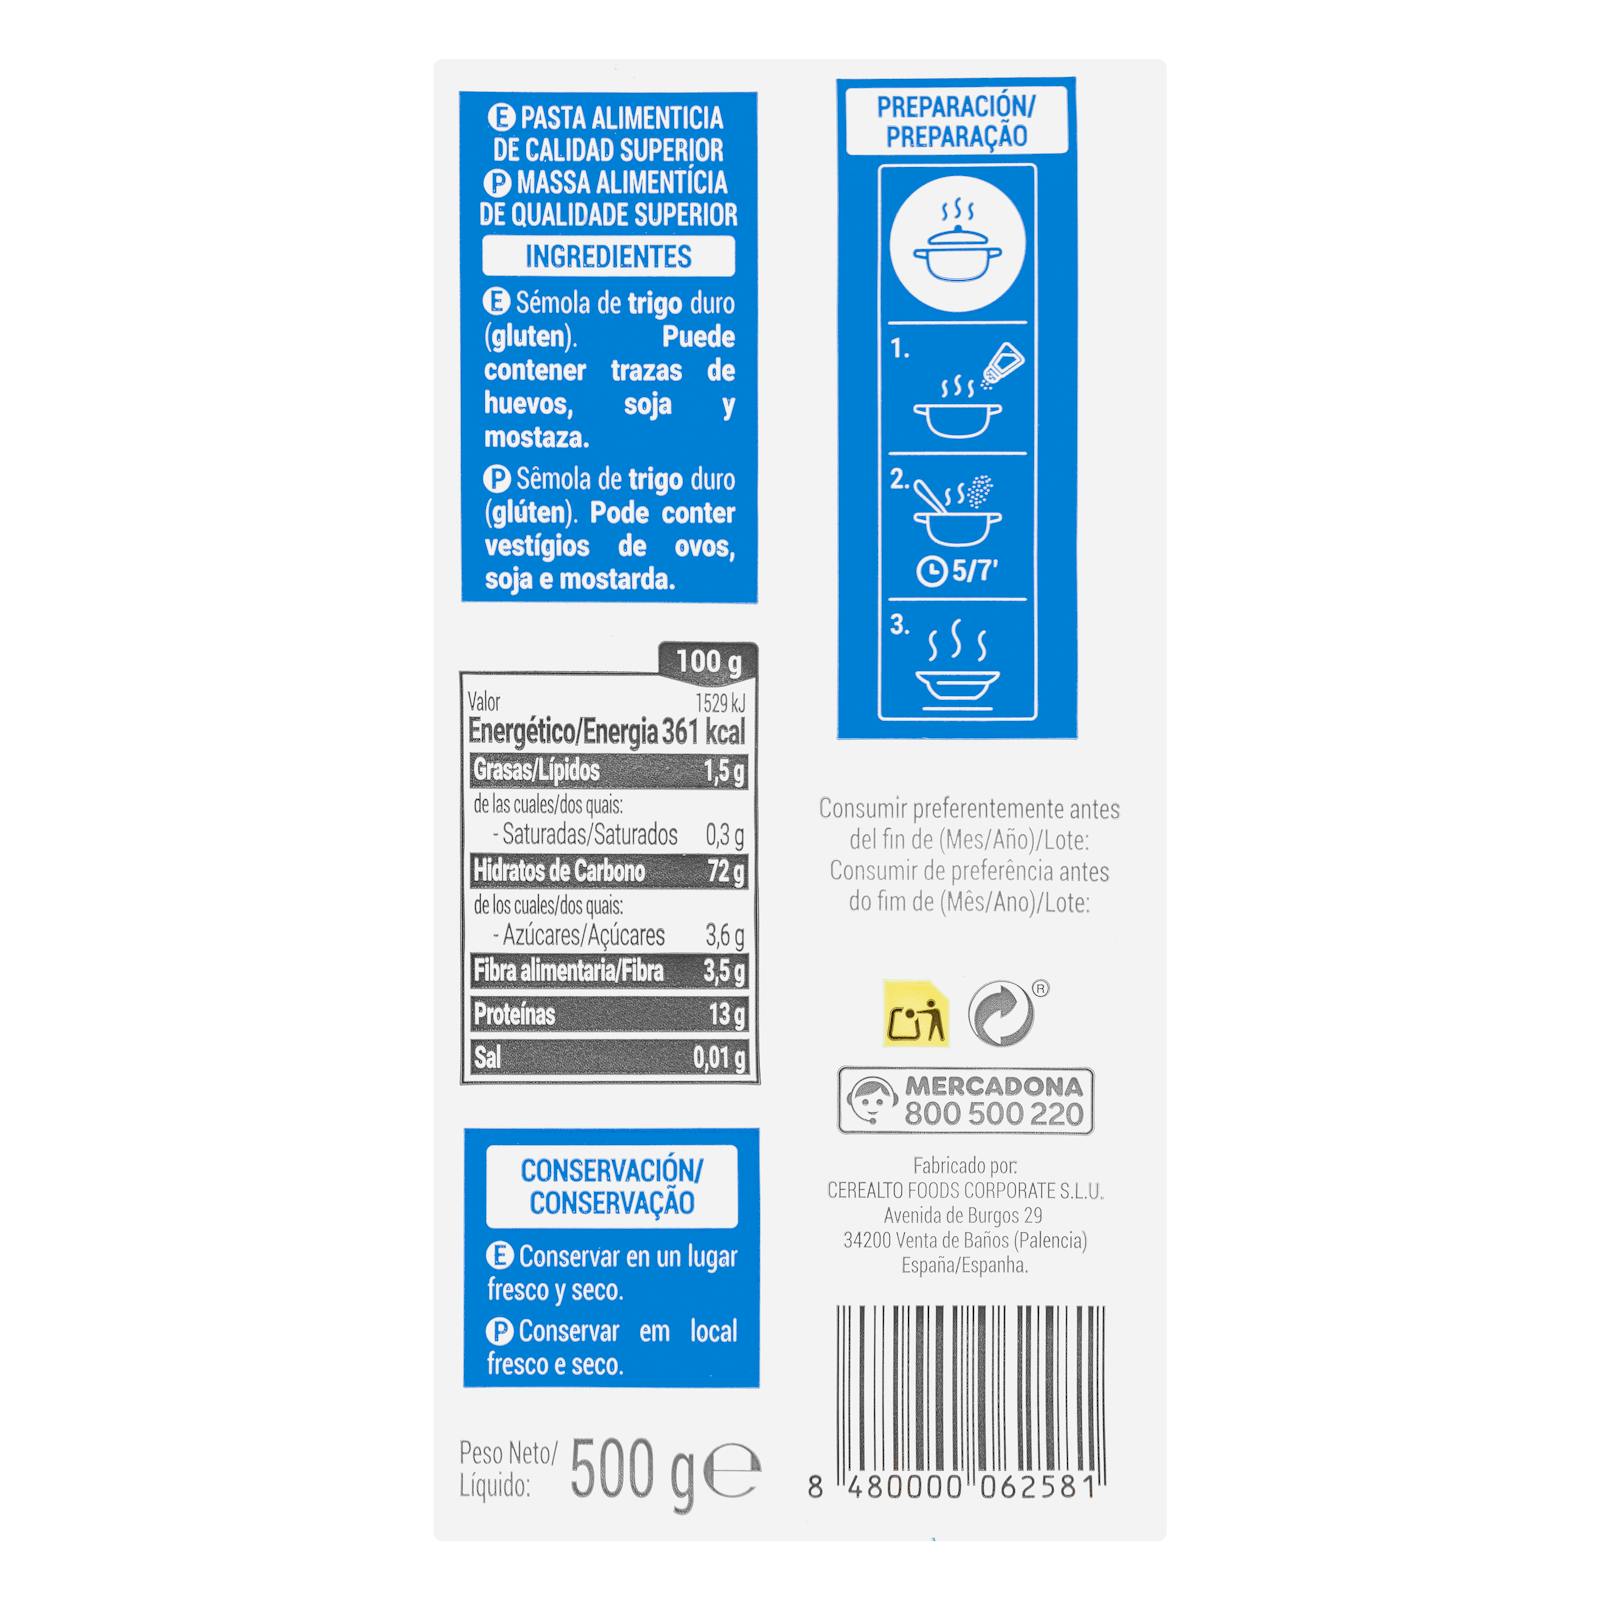 E PASTA ALIMENTICIA
DE CALIDAD SUPERIOR
P MASSA ALIMENTÍCIA
DE QUALIDADE SUPERIOR
INGREDIENTES
E Sémola de trigo duro
(gluten). Puede
contener trazas de
huevos, soja y
mostaza.
P Sêmola de trigo duro
(glúten). Pode conter
vestígios de ovos,
soja e mostarda.
100 g
Valor 1529 kJ
Energético/Energia 361 kcal
Grasas/Lípidos 1,5 g
de las cuales/dos quais:
- Saturadas/Saturados 0,3 g
Hidratos de Carbono 72 g
de los cuales/dos quais:
- Azúcares/Açúcares 3,6 g
Fibra alimentaria/Fibra 3,5 g
Proteínas 13 g
Sal 0,01 g
CONSERVACIÓN/
CONSERVAÇÃO
E Conservar en un lugar
fresco y seco.
P Conservar em local
fresco e seco.
Peso Neto/
Líquido: 500 g e
PREPARACIÓN/
PREPARAÇÃO
1.
2.
5/7'
3.
Consumir preferentemente antes
del fin de (Mes/Año)/Lote:
Consumir de preferência antes
do fim de (Mês/Ano)/Lote:
®
MERCADONA
800 500 220
Fabricado por:
CEREALTO FOODS CORPORATE S.L.U.
Avenida de Burgos 29
34200 Venta de Baños (Palencia)
España/Espanha.
8 480000 062581